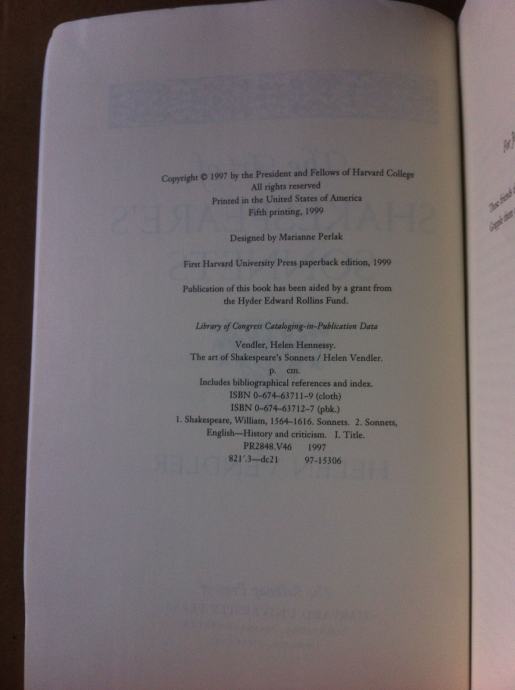 Copyright © 1997 by the President and Fellows of Harvard College
All rights reserved
Printed in the United States of America
Fifth printing, 1999
Designed by Marianne Perlak
First Harvard University Press paperback edition, 1999
Publication of this book has been aided by a grant from
the Hyder Edward Rollins Fund.
Library of Congress Cataloging-in-Publication Data
Vendler, Helen Hennessy.
The art of Shakespeare's Sonnets / Helen Vendler.
p. cm.
Includes bibliographical references and index.
ISBN 0–674–63711–9 (cloth)
ISBN 0–674–63712–7 (pbk.)
1. Shakespeare, William, 1564–1616. Sonnets. 2. Sonnets,
English—History and criticism. I. Title.
PR2848.V46 1997
821'.3—dc21 97-15306
For
Those friends
Grapple them